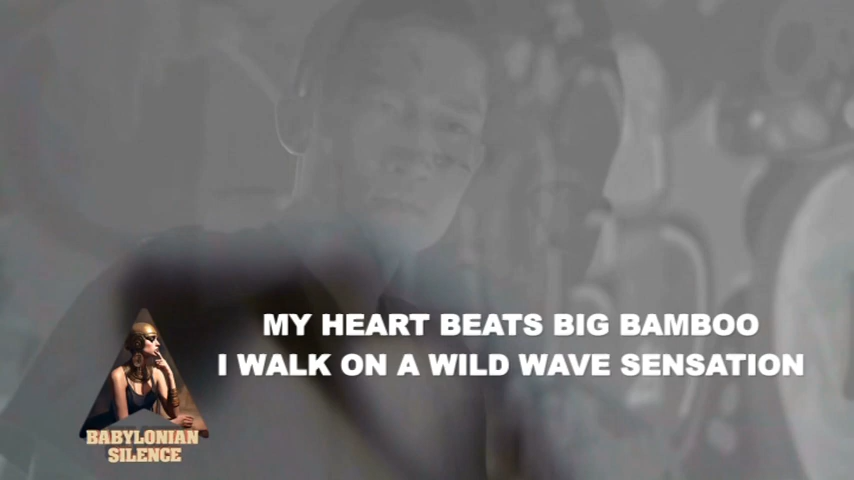 MY HEART BEATS BIG BAMBOO
I WALK ON A WILD WAVE SENSATION
BABYLONIAN
SILENCE